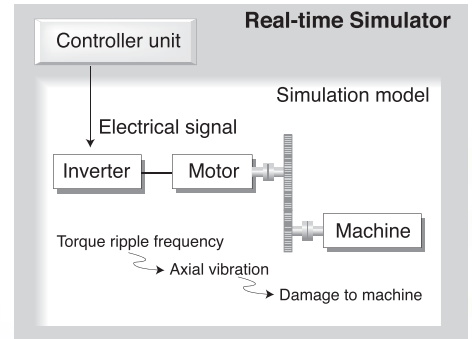 Real-time Simulator
Controller unit
Simulation model
Electrical signal
Inverter
Motor
Machine
Torque ripple frequency
Axial vibration
Damage to machine